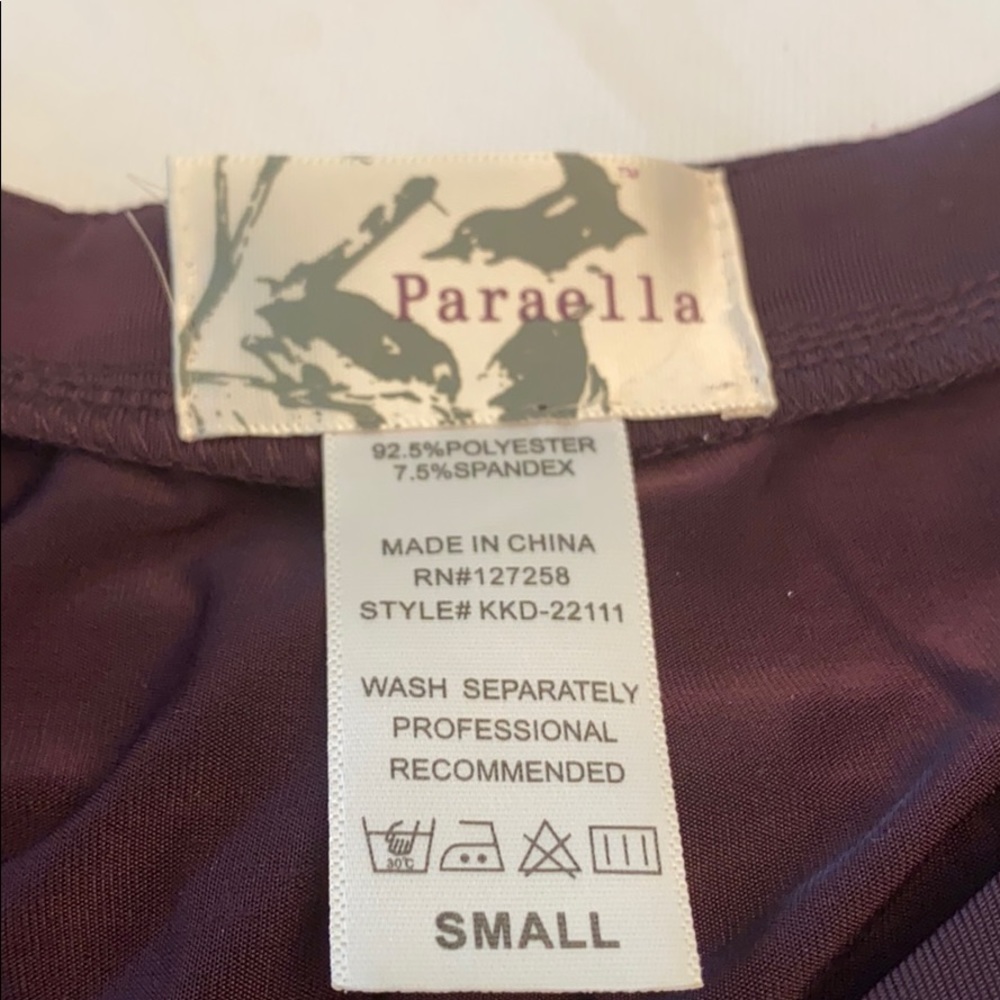 Paraella™
92.5%POLYESTER
7.5%SPANDEX
MADE IN CHINA
RN#127258
STYLE# KKD-22111
WASH SEPARATELY
PROFESSIONAL
RECOMMENDED
30℃
SMALL